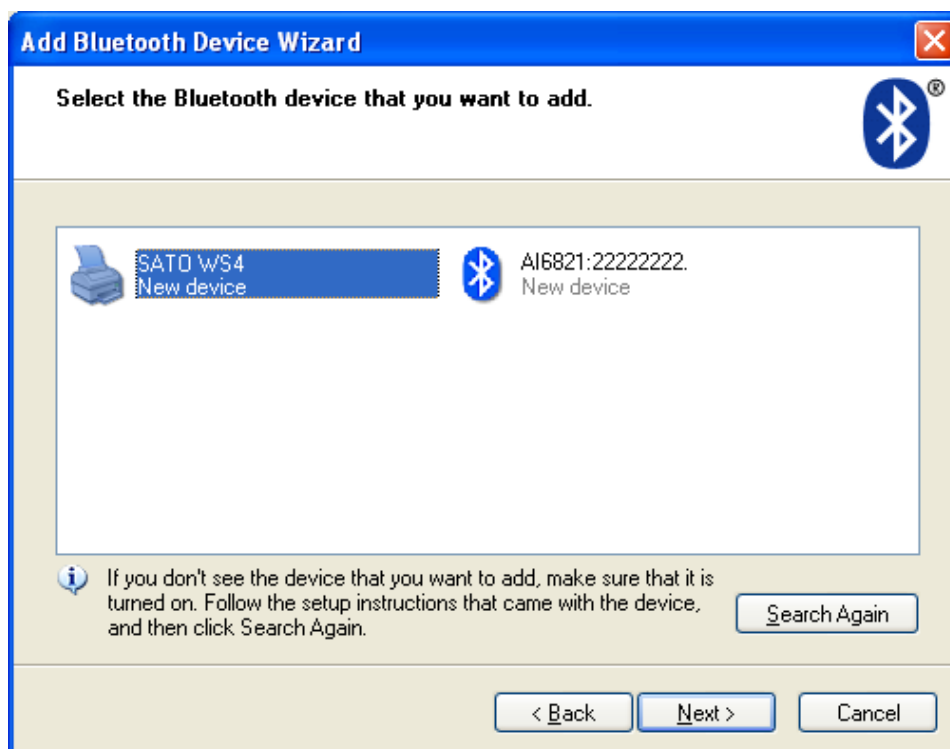 Add Bluetooth Device Wizard
Select the Bluetooth device that you want to add.
®
SATO WS4
New device
AI6821:22222222.
New device
If you don't see the device that you want to add, make sure that it is
turned on. Follow the setup instructions that came with the device,
and then click Search Again.
Search Again
< Back
Next >
Cancel